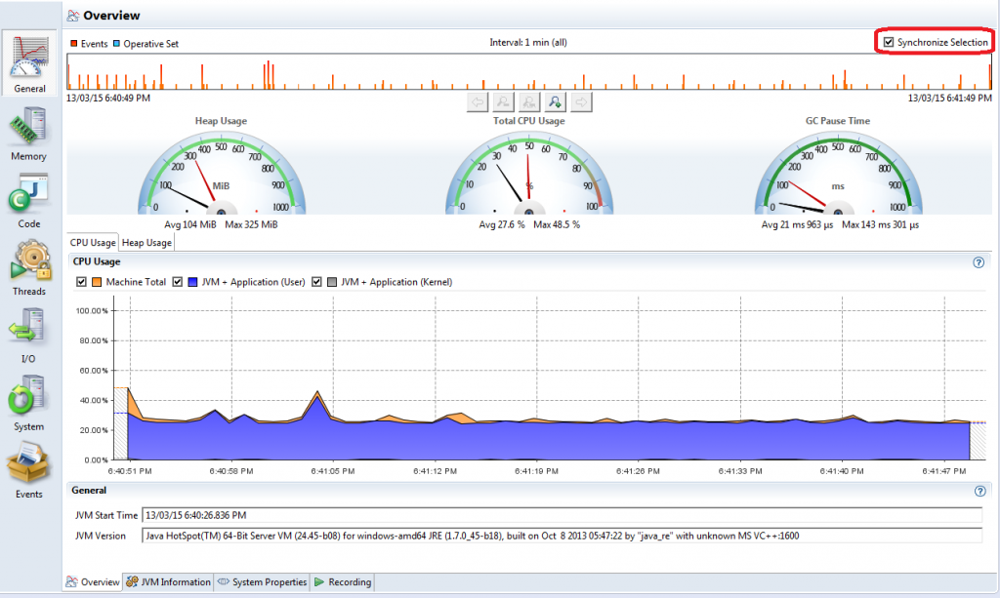 Overview
Events Operative Set Interval: 1 min (all) Synchronize Selection
13/03/15 6:40:49 PM 13/03/15 6:41:49 PM
General
Memory
Code
Threads
I/O
System
Events
Heap Usage
0 100 200 300 400 500 600 700 800 900 1000
MiB
Avg 104 MiB Max 325 MiB
Total CPU Usage
0 10 20 30 40 50 60 70 80 90 100
%
Avg 27.6 % Max 48.5 %
GC Pause Time
0 100 200 300 400 500 600 700 800 900 1000
ms
Avg 21 ms 963 µs Max 143 ms 301 µs
CPU Usage Heap Usage
CPU Usage
Machine Total JVM + Application (User) JVM + Application (Kernel)
100.00%
80.00%
60.00%
40.00%
20.00%
0.00%
6:40:51 PM 6:40:58 PM 6:41:05 PM 6:41:12 PM 6:41:19 PM 6:41:26 PM 6:41:33 PM 6:41:40 PM 6:41:47 PM
General
JVM Start Time 13/03/15 6:40:26.836 PM
JVM Version Java HotSpot(TM) 64-Bit Server VM (24.45-b08) for windows-amd64 JRE (1.7.0_45-b18), built on Oct 8 2013 05:47:22 by "java_re" with unknown MS VC++:1600
Overview JVM Information System Properties Recording